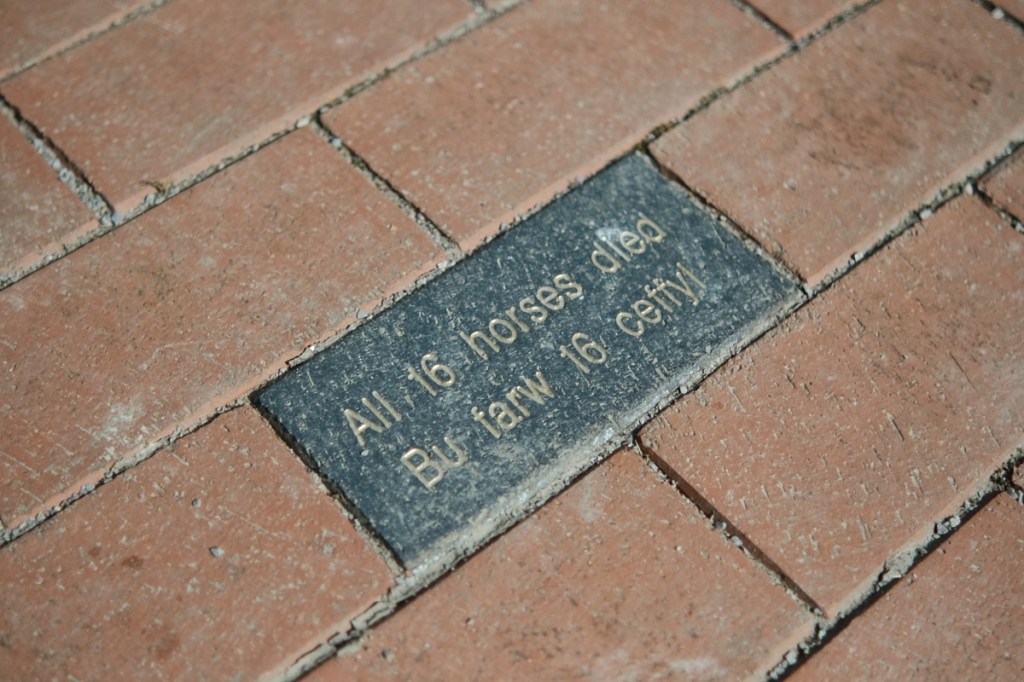 All 16 horses died
Bu farw 16 ceffyl